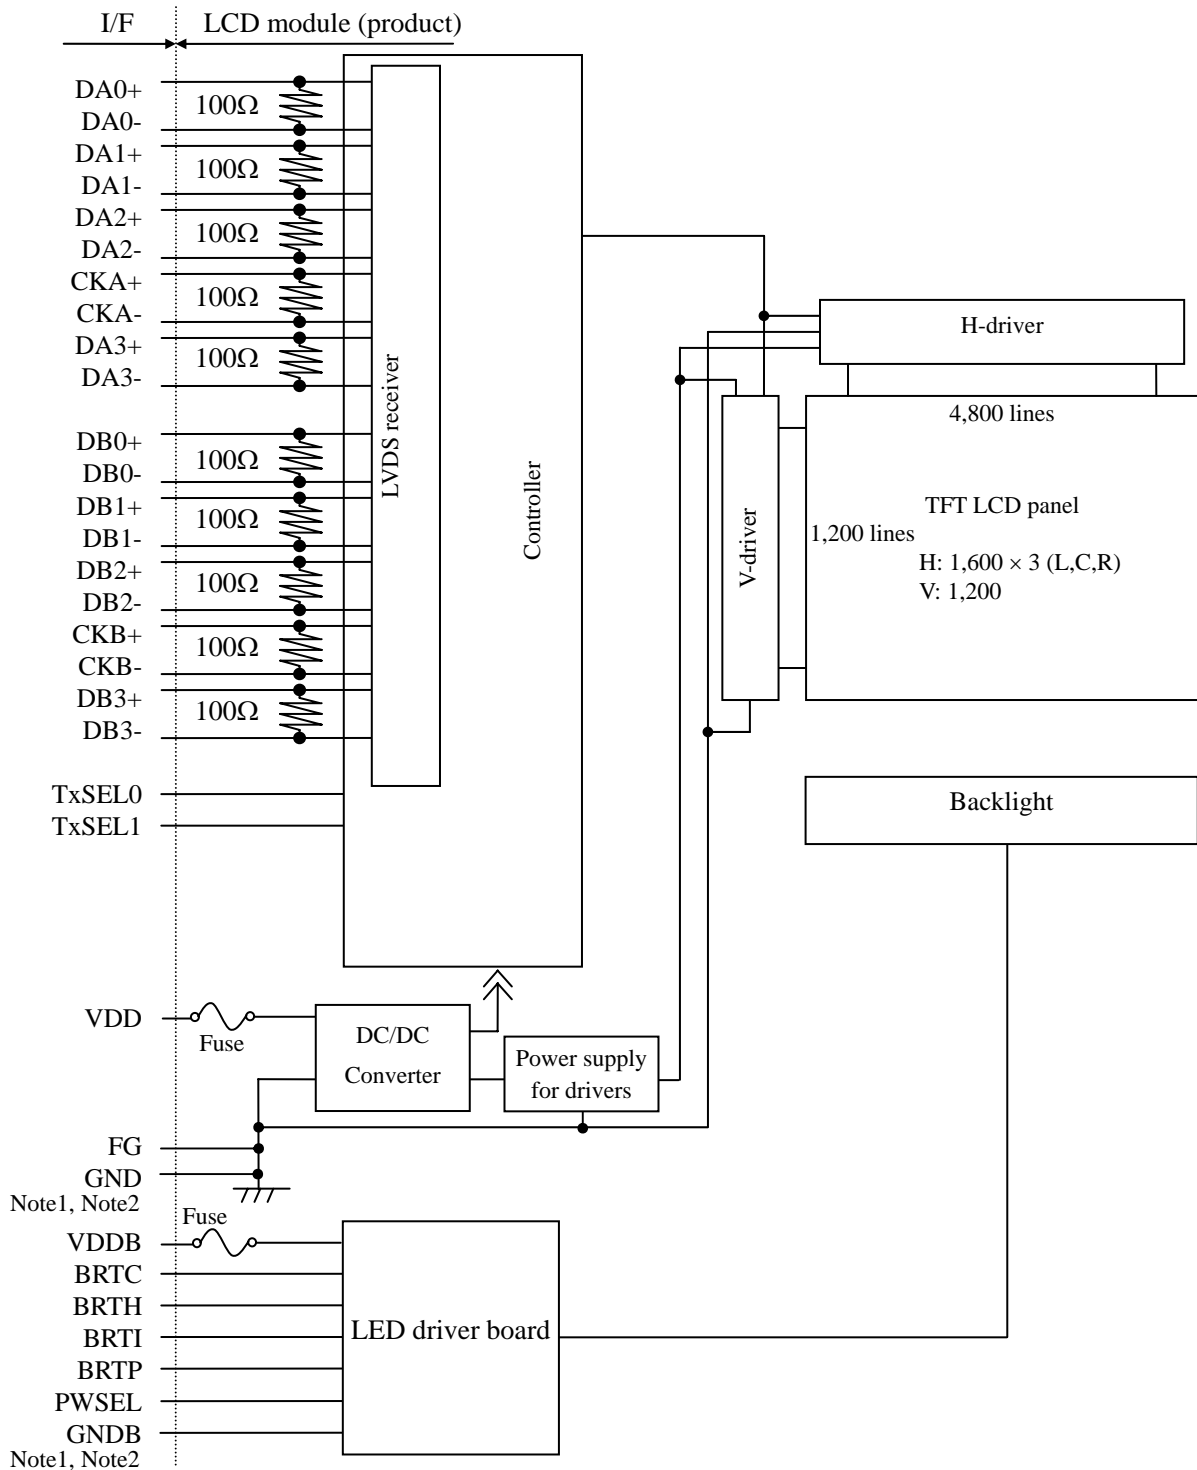 I/F
LCD module (product)
DA0+
100Ω
DA0-
DA1+
100Ω
DA1-
DA2+
100Ω
DA2-
CKA+
100Ω
CKA-
DA3+
100Ω
DA3-
DB0+
100Ω
DB0-
DB1+
100Ω
DB1-
DB2+
100Ω
DB2-
CKB+
100Ω
CKB-
DB3+
100Ω
DB3-
TxSEL0
TxSEL1
LVDS receiver
Controller
H-driver
V-driver
4,800 lines
TFT LCD panel
1,200 lines
H: 1,600 × 3 (L,C,R)
V: 1,200
Backlight
VDD
Fuse
DC/DC
Converter
Power supply
for drivers
FG
GND
Note1, Note2
Fuse
VDDB
BRTC
BRTH
BRTI
BRTP
PWSEL
GNDB
Note1, Note2
LED driver board